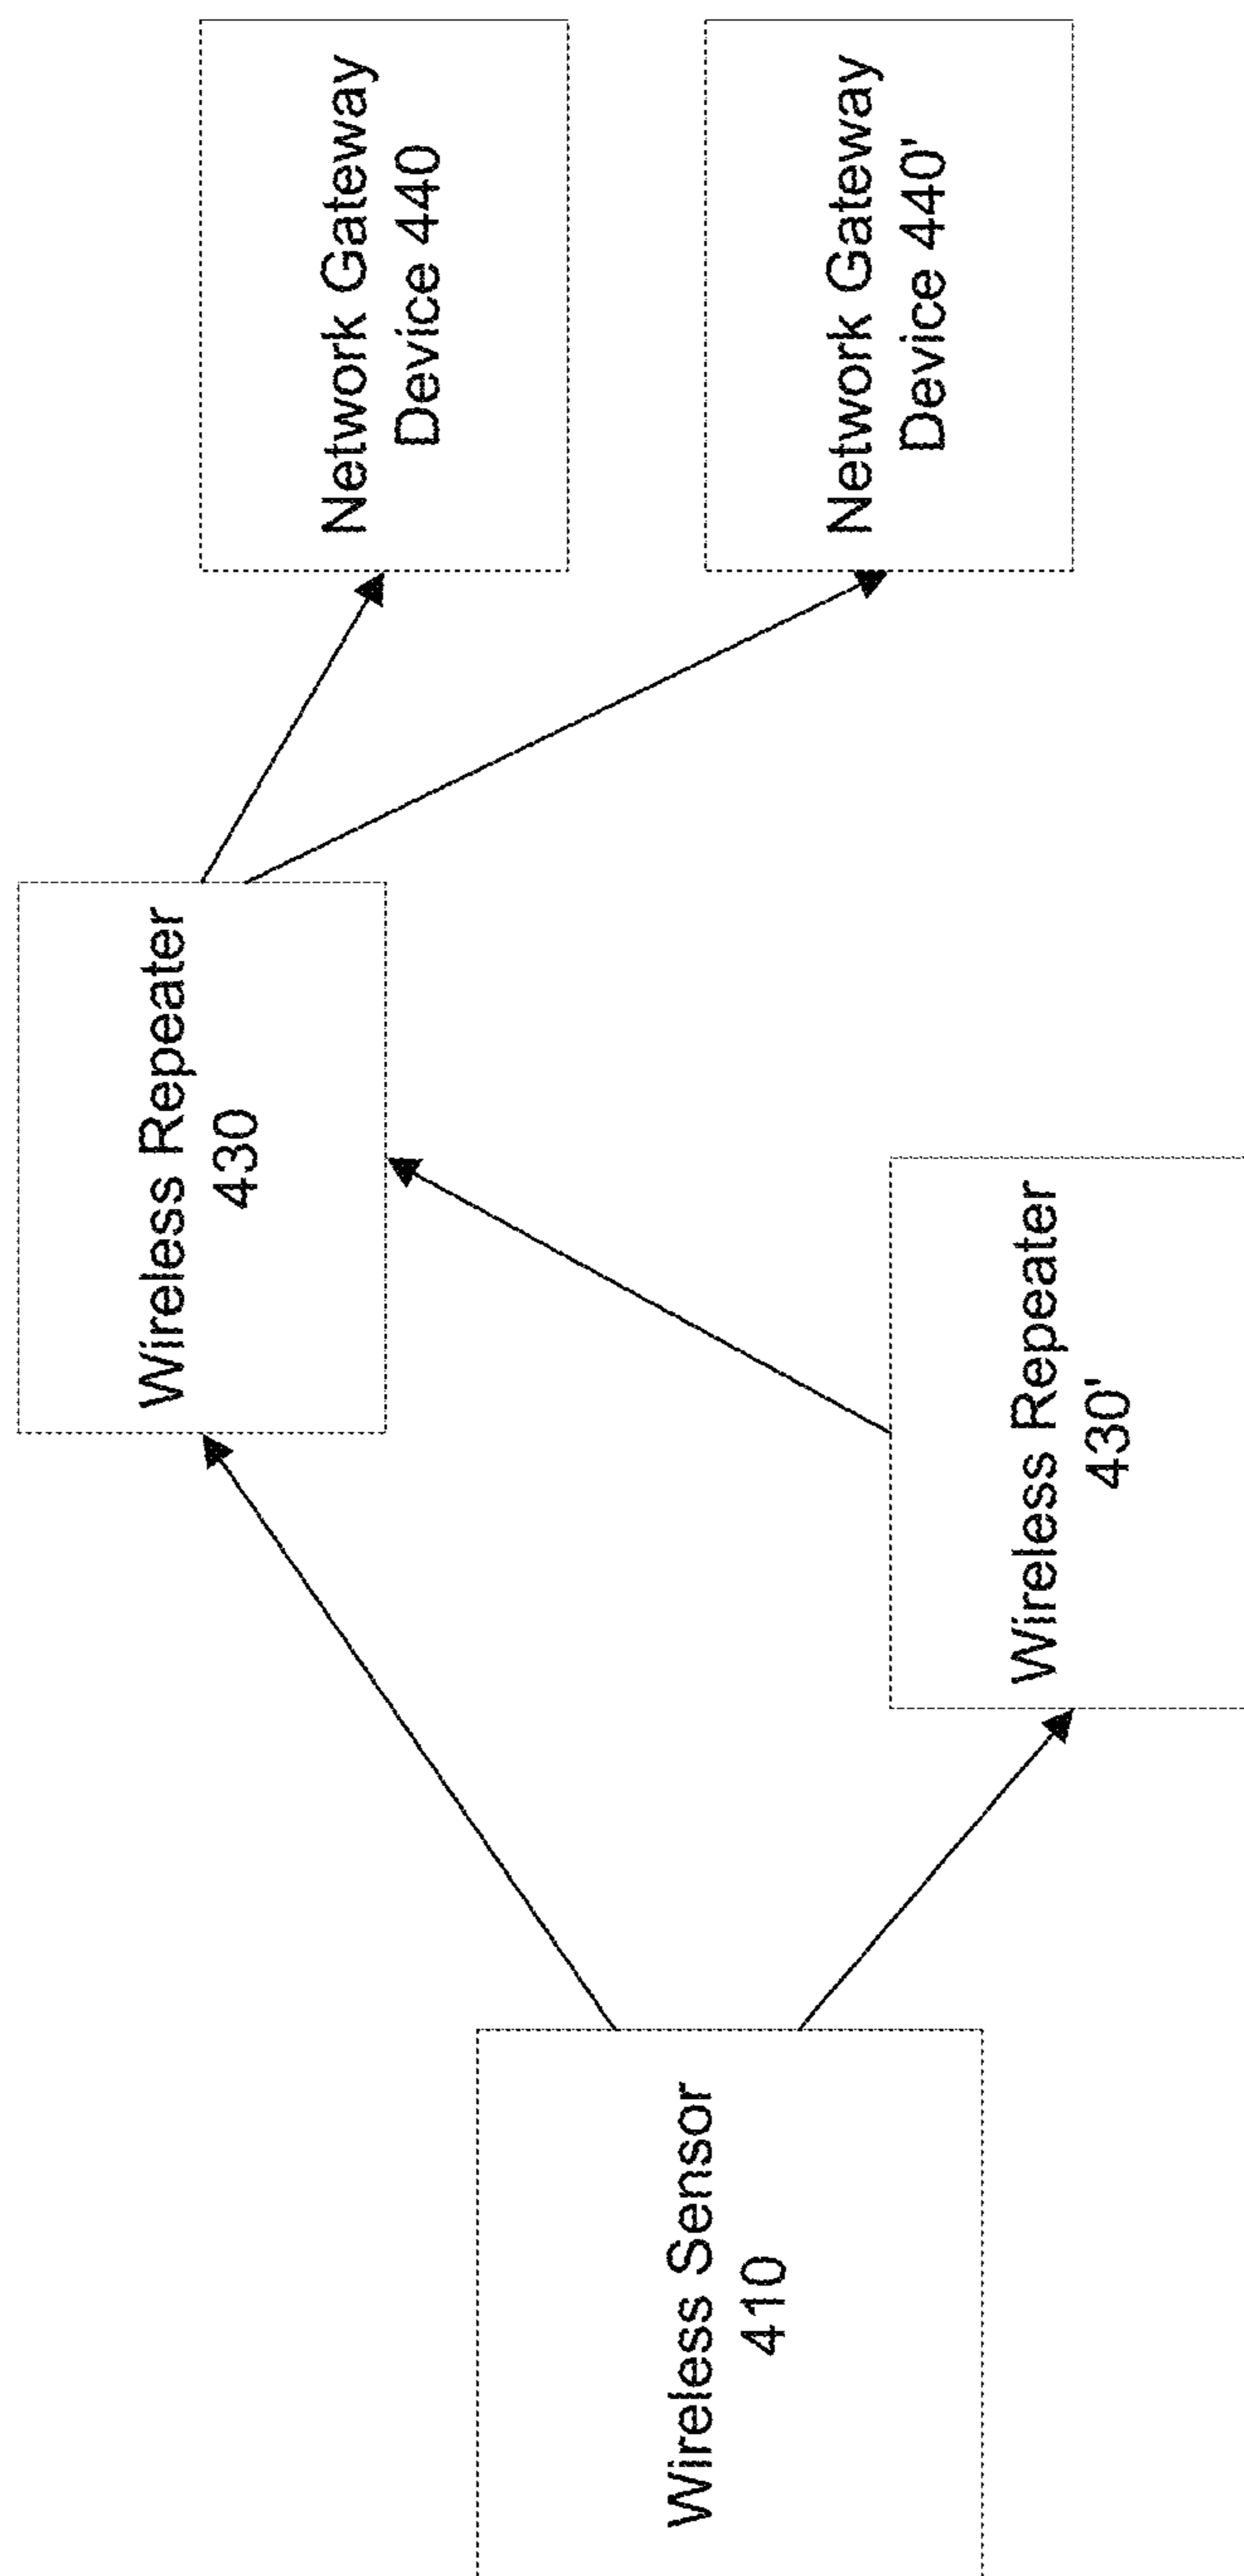 Wireless Sensor
410
Wireless Repeater
430
Wireless Repeater
430'
Network Gateway
Device 440
Network Gateway
Device 440'